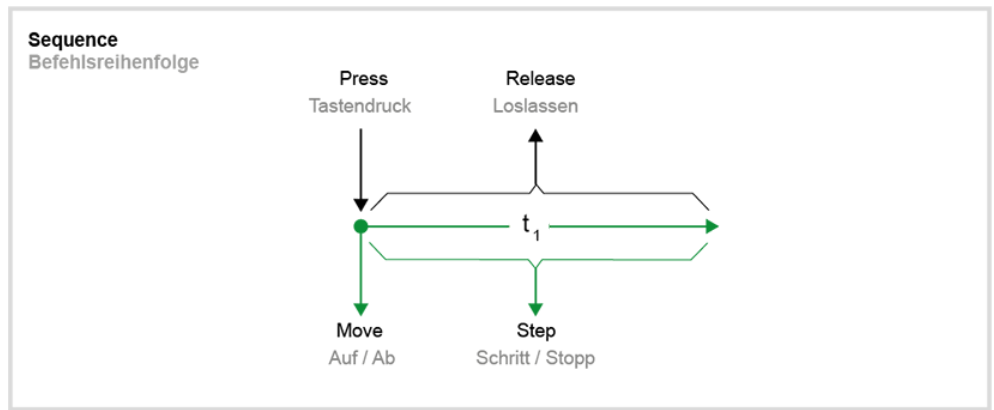 Sequence
Befehlsreihenfolge
Press
Release
Tastendruck
Loslassen
t1
Move
Step
Auf / Ab
Schritt / Stopp